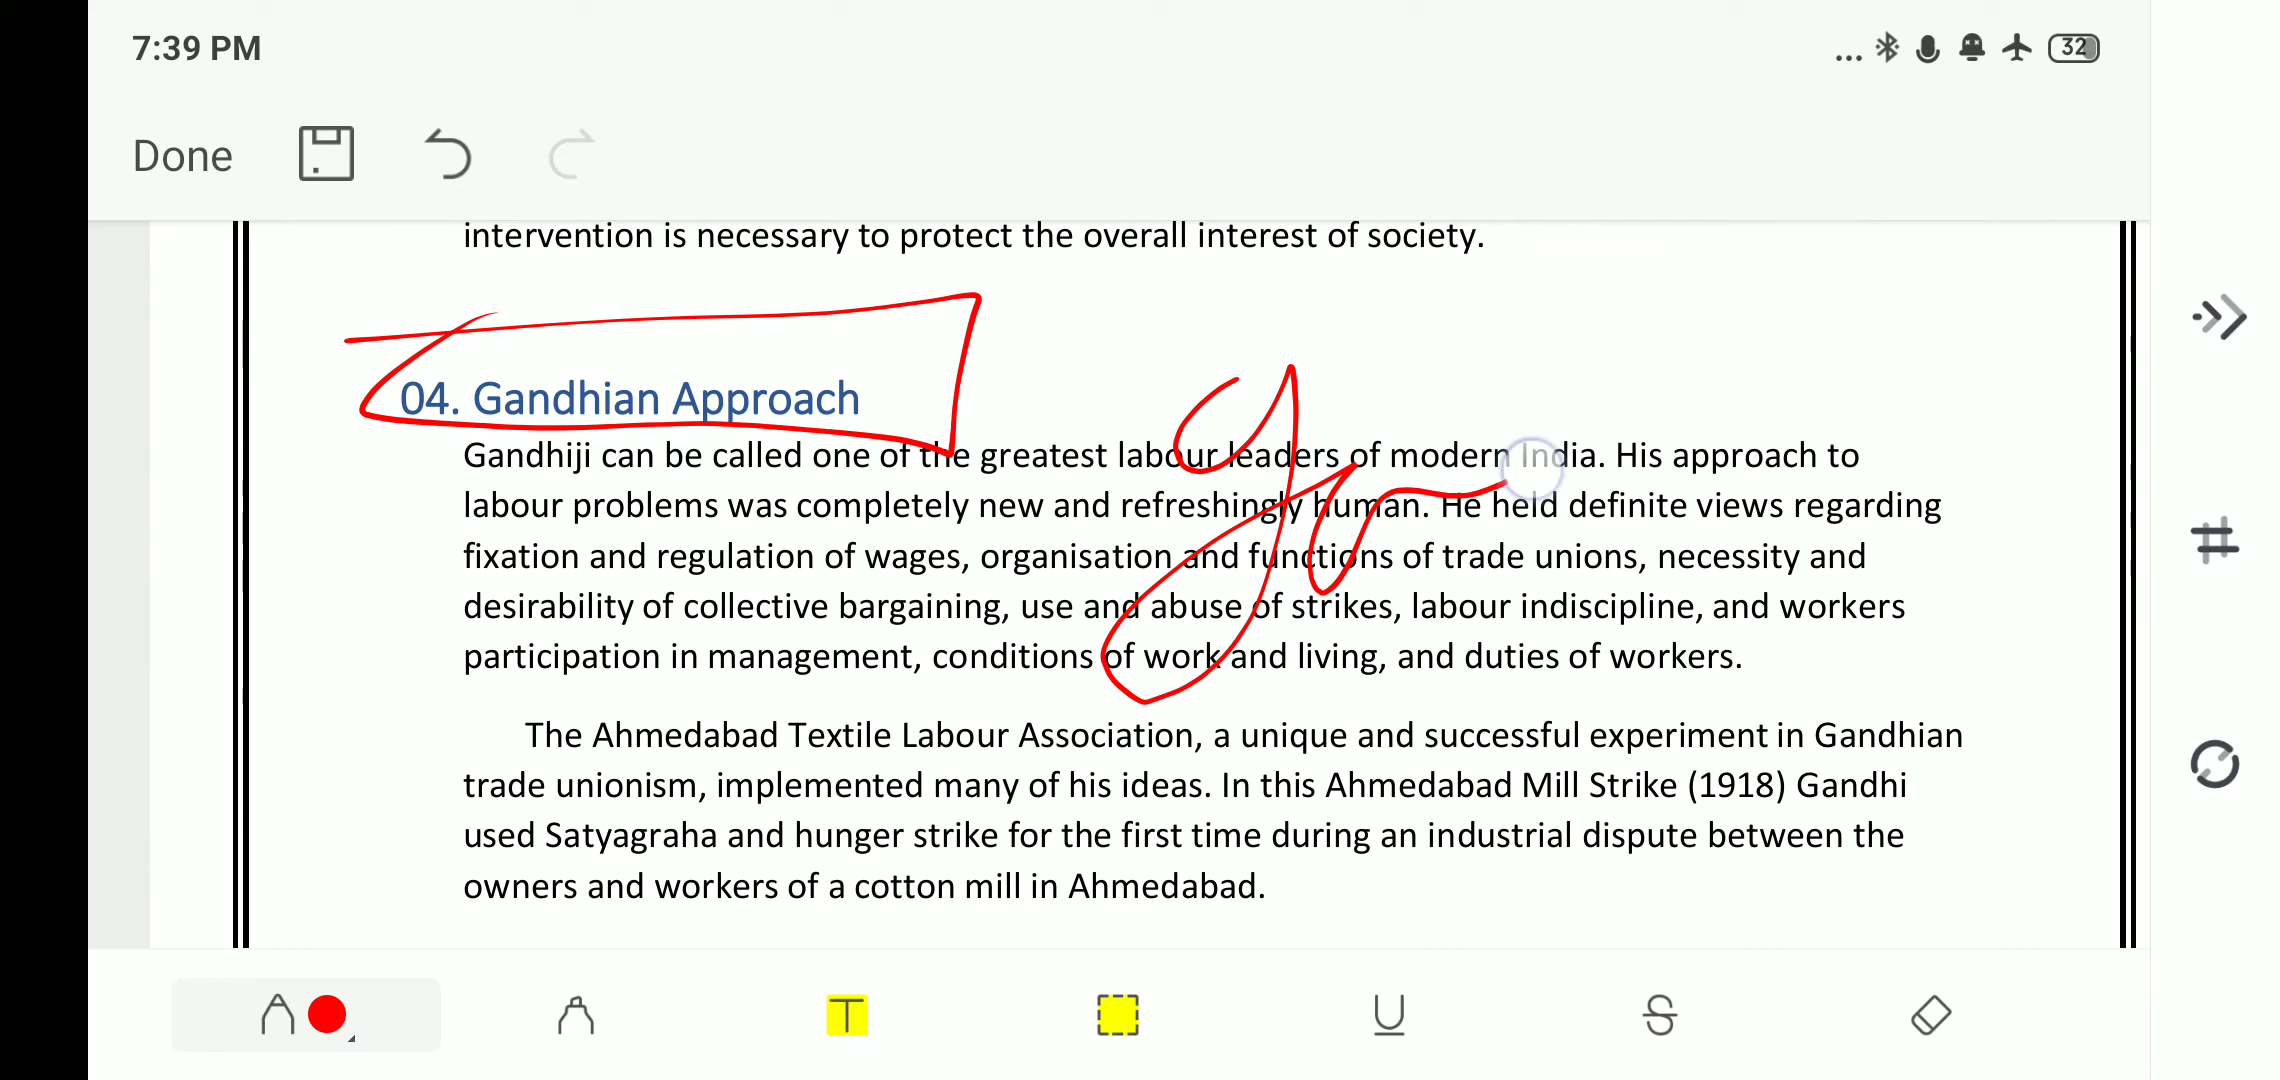 7:39 PM
... 32
Done
intervention is necessary to protect the overall interest of society.
04. Gandhian Approach
Gandhiji can be called one of the greatest labour leaders of modern India. His approach to
labour problems was completely new and refreshingly human. He held definite views regarding
fixation and regulation of wages, organisation and functions of trade unions, necessity and
desirability of collective bargaining, use and abuse of strikes, labour indiscipline, and workers
participation in management, conditions of work and living, and duties of workers.
The Ahmedabad Textile Labour Association, a unique and successful experiment in Gandhian
trade unionism, implemented many of his ideas. In this Ahmedabad Mill Strike (1918) Gandhi
used Satyagraha and hunger strike for the first time during an industrial dispute between the
owners and workers of a cotton mill in Ahmedabad.